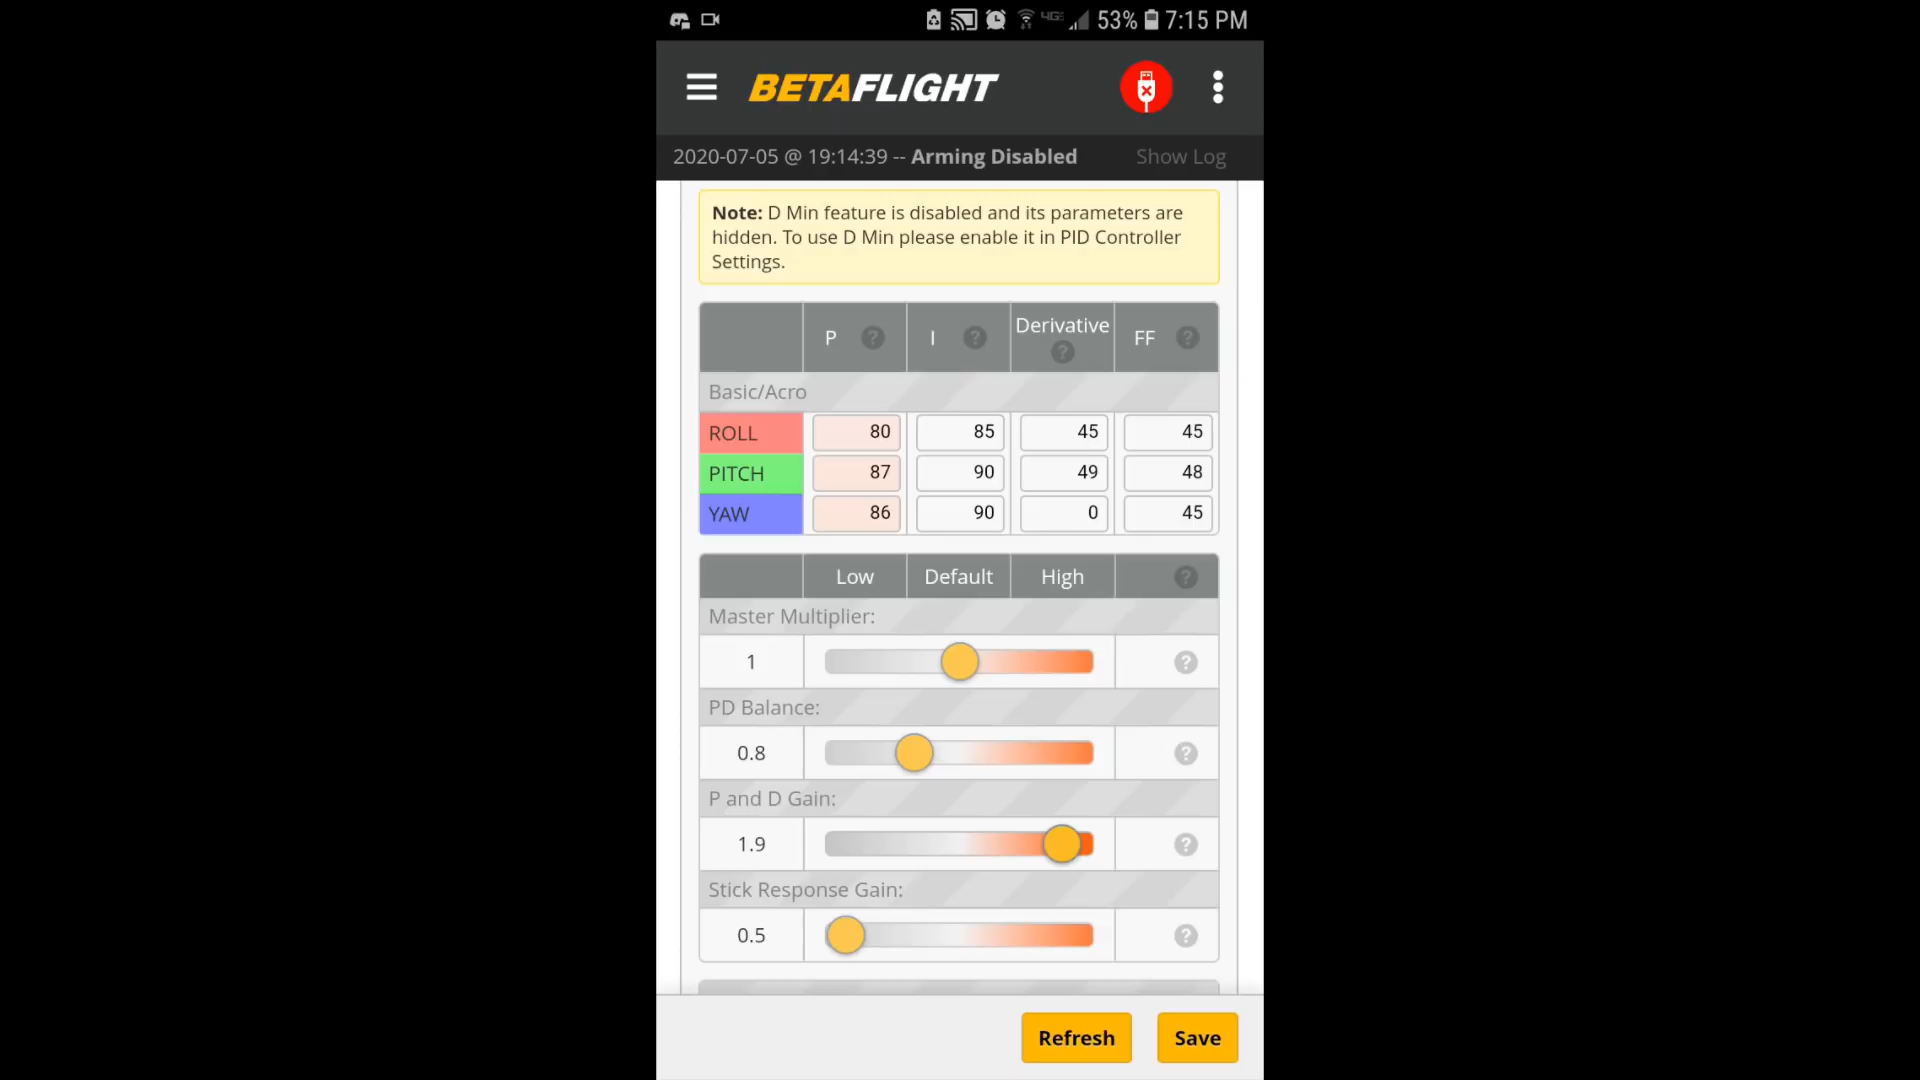 53% 7:15 PM
BETAFLIGHT
2020-07-05 @ 19:14:39 -- Arming Disabled Show Log
Note: D Min feature is disabled and its parameters are
hidden. To use D Min please enable it in PID Controller
Settings.
P ? I ? Derivative ? FF ?
Basic/Acro
ROLL 80 85 45 45
PITCH 87 90 49 48
YAW 86 90 0 45
Low Default High ?
Master Multiplier:
1 ?
PD Balance:
0.8 ?
P and D Gain:
1.9 ?
Stick Response Gain:
0.5 ?
Refresh Save